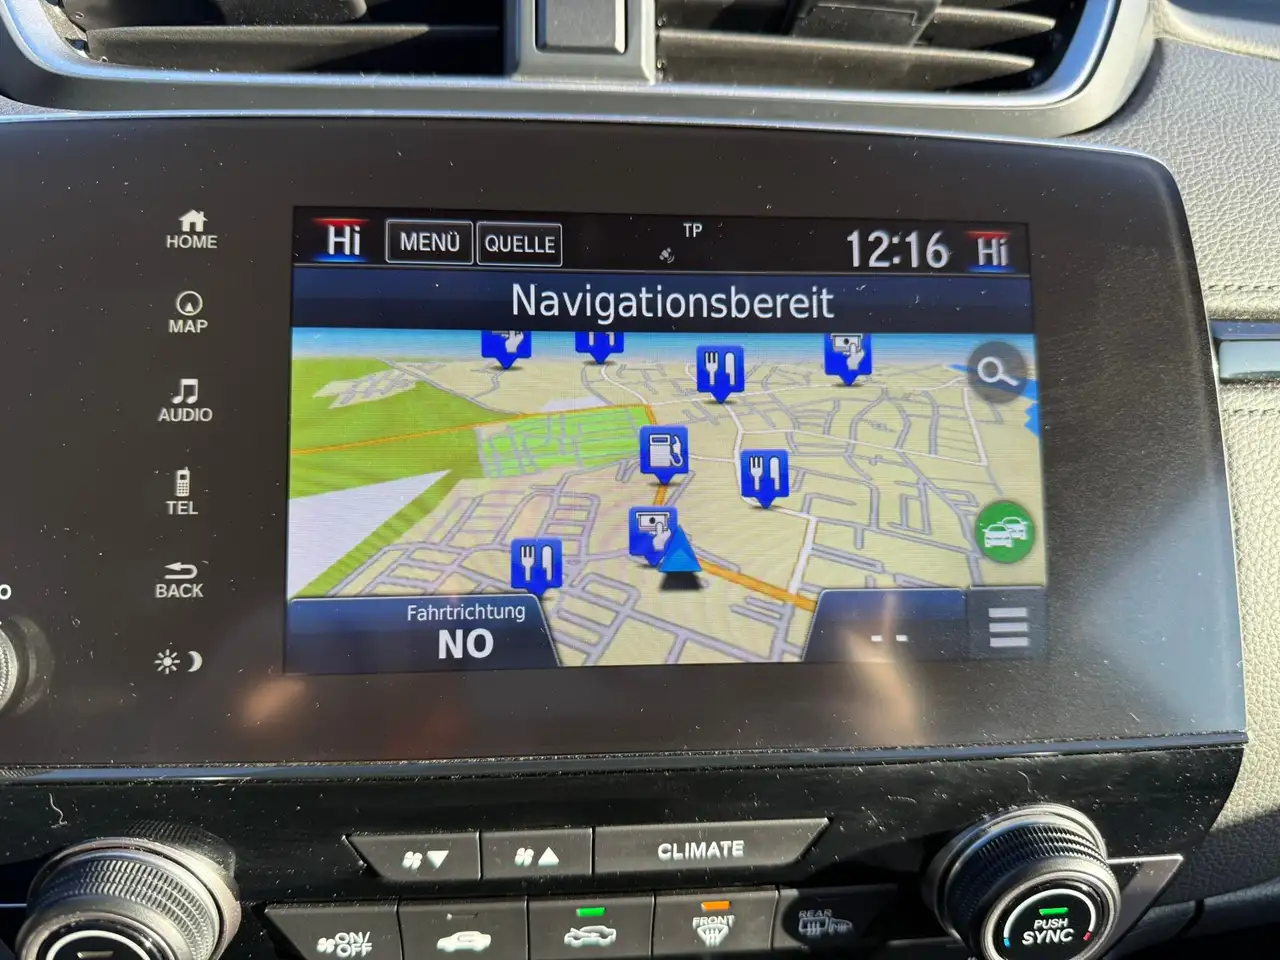 Hi MENÜ QUELLE TP 12:16 Hi
Navigationsbereit
HOME
MAP
AUDIO
TEL
BACK
Fahrtrichtung
NO
--
CLIMATE
ON/
OFF
FRONT
REAR
PUSH
SYNC